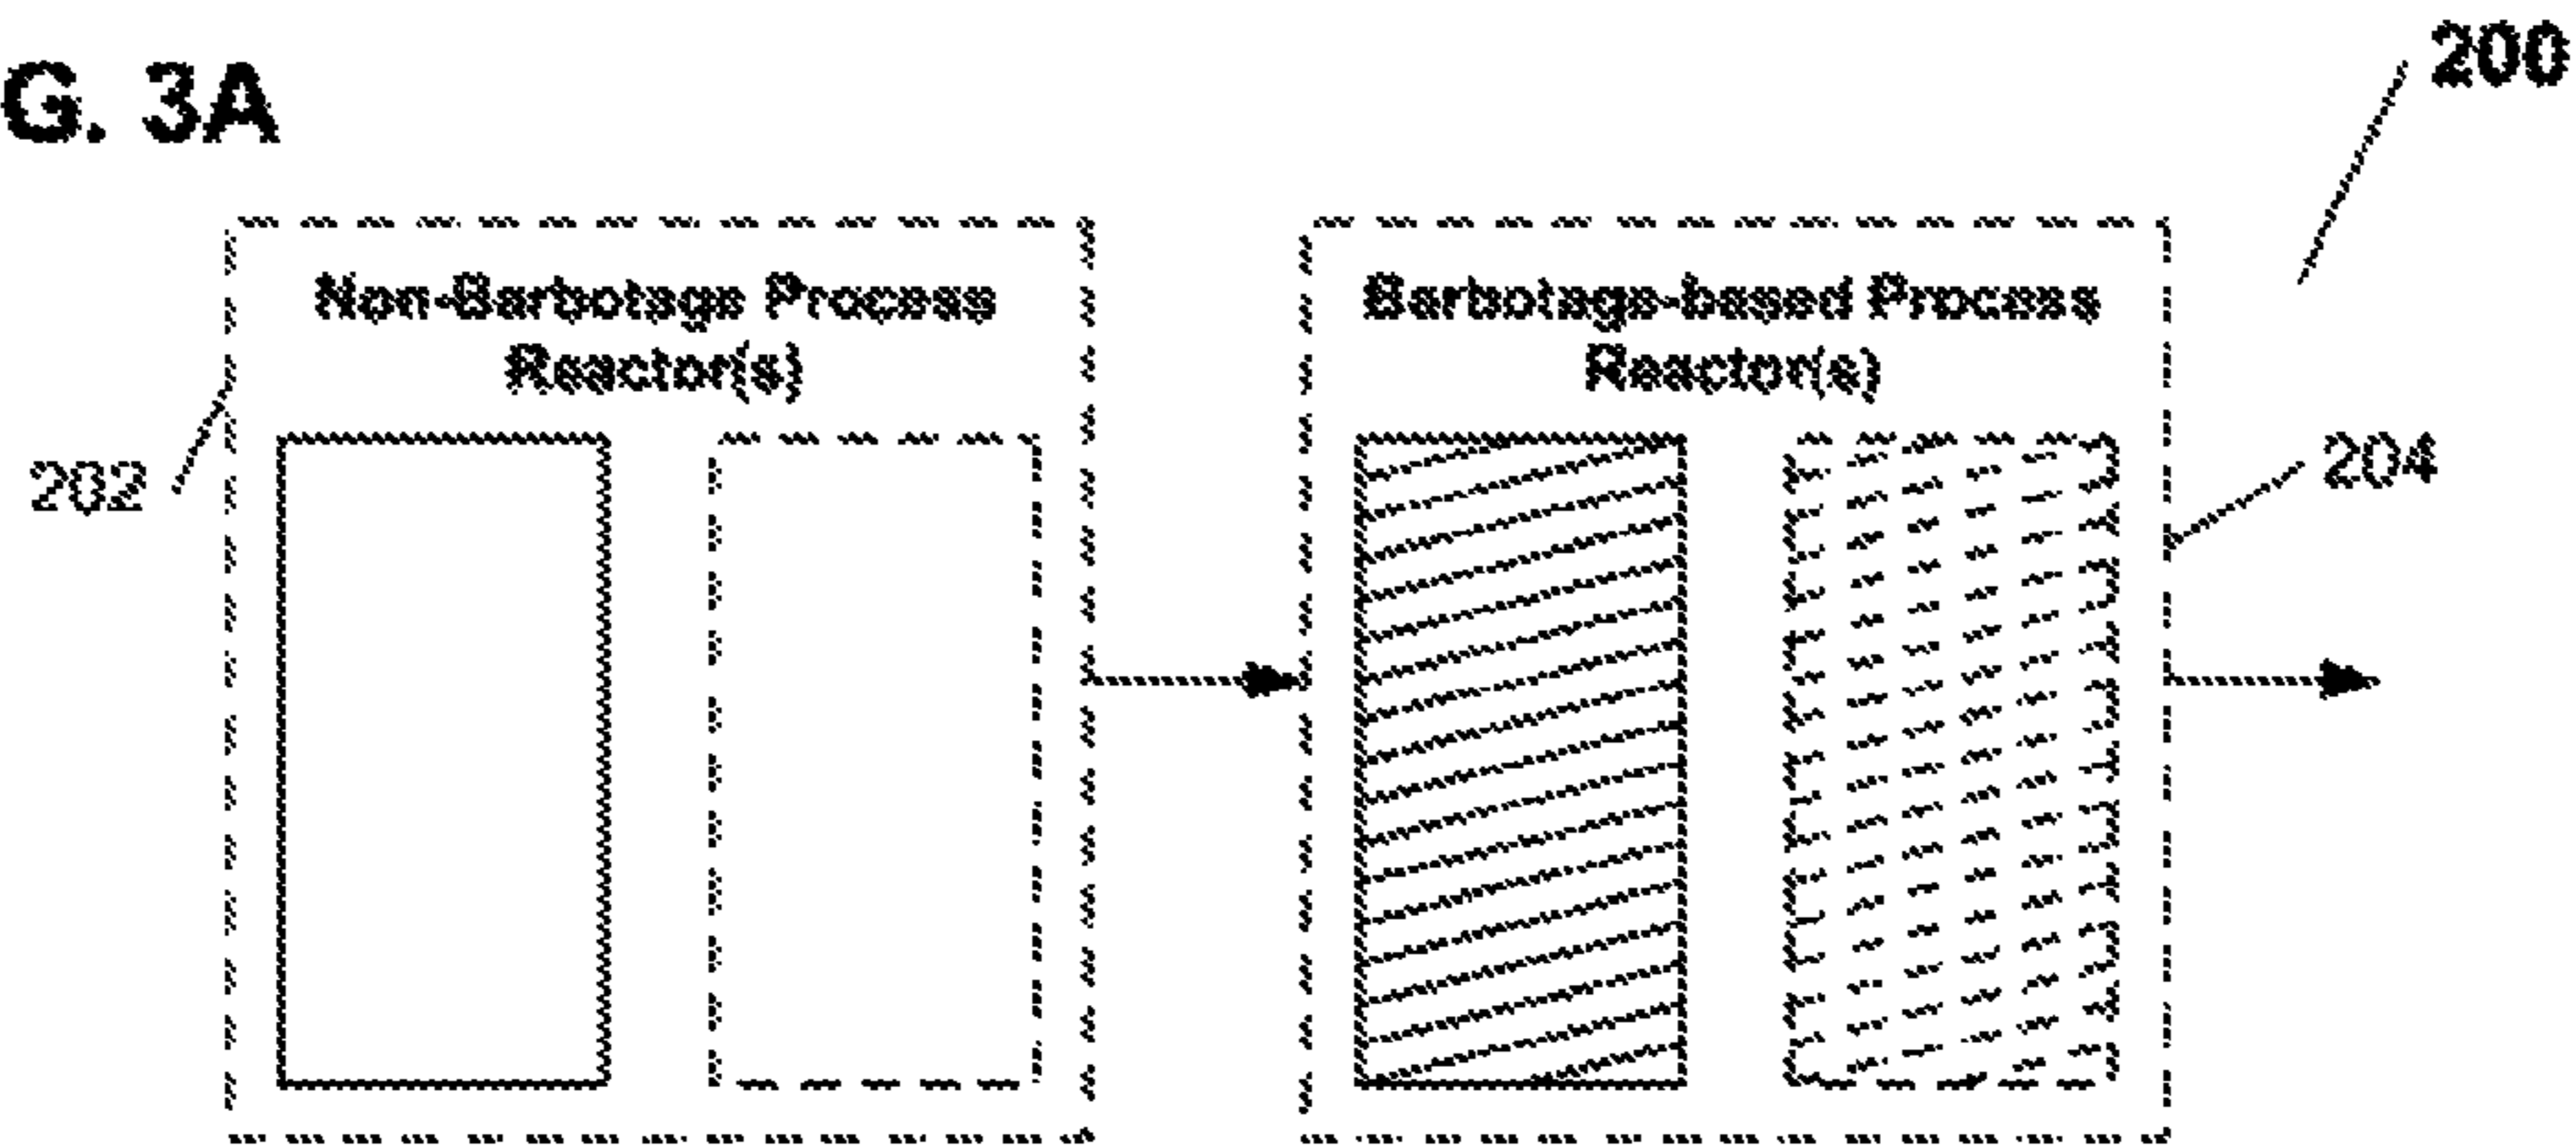 G. 3A
200
Non-Barbotage Process
Reactor(s)
Barbotage-based Process
Reactor(s)
202
204